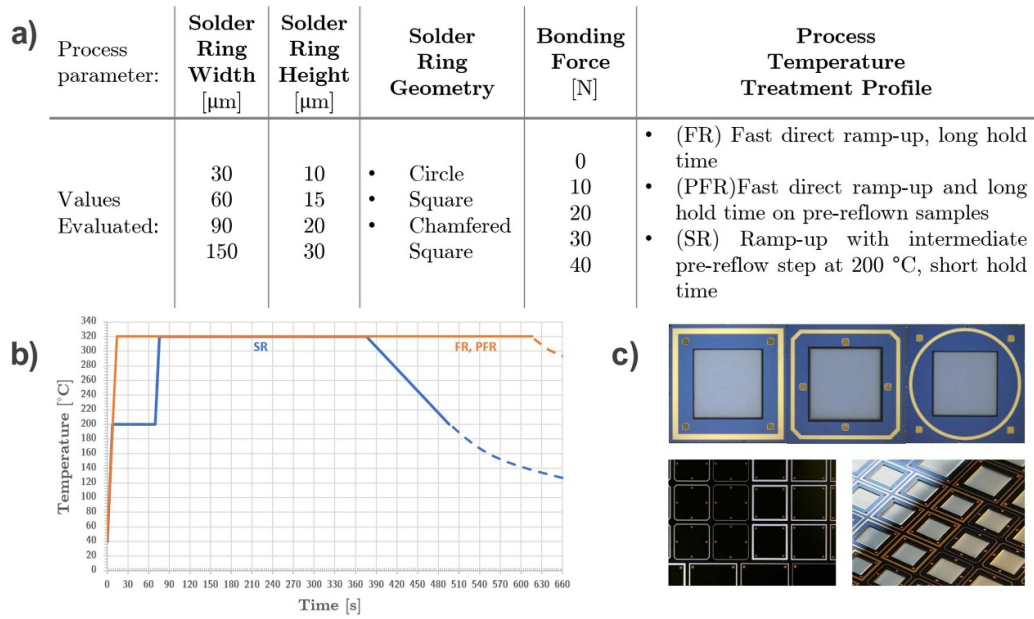 a)
Process
parameter:
Solder
Ring
Width
[μm]
Solder
Ring
Height
[μm]
Solder
Ring
Geometry
Bonding
Force
[N]
Process
Temperature
Treatment Profile
Values
Evaluated:
30
60
90
150
10
15
20
30
• Circle
• Square
• Chamfered
Square
0
10
20
30
40
• (FR) Fast direct ramp-up, long hold
time
• (PFR)Fast direct ramp-up and long
hold time on pre-reflown samples
• (SR) Ramp-up with intermediate
pre-reflow step at 200 °C, short hold
time
b)
Temperature [°C]
340
320
300
280
260
240
220
200
180
160
140
120
100
80
60
40
20
0
SR
FR, PFR
0 30 60 90 120 150 180 210 240 270 300 330 360 390 420 450 480 510 540 570 600 630 660
Time [s]
c)